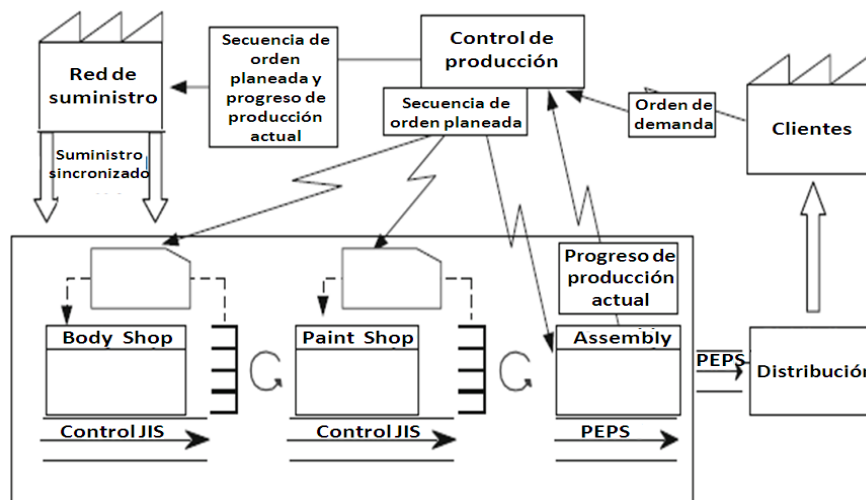 Red de
suministro
Secuencia de
orden
planeada y
progreso de
producción
actual
Control de
producción
Secuencia de
orden planeada
Orden de
demanda
Clientes
Suministro
sincronizado
Progreso de
producción
actual
Body Shop
Paint Shop
Assembly
PEPS
Distribución
Control JIS
Control JIS
PEPS